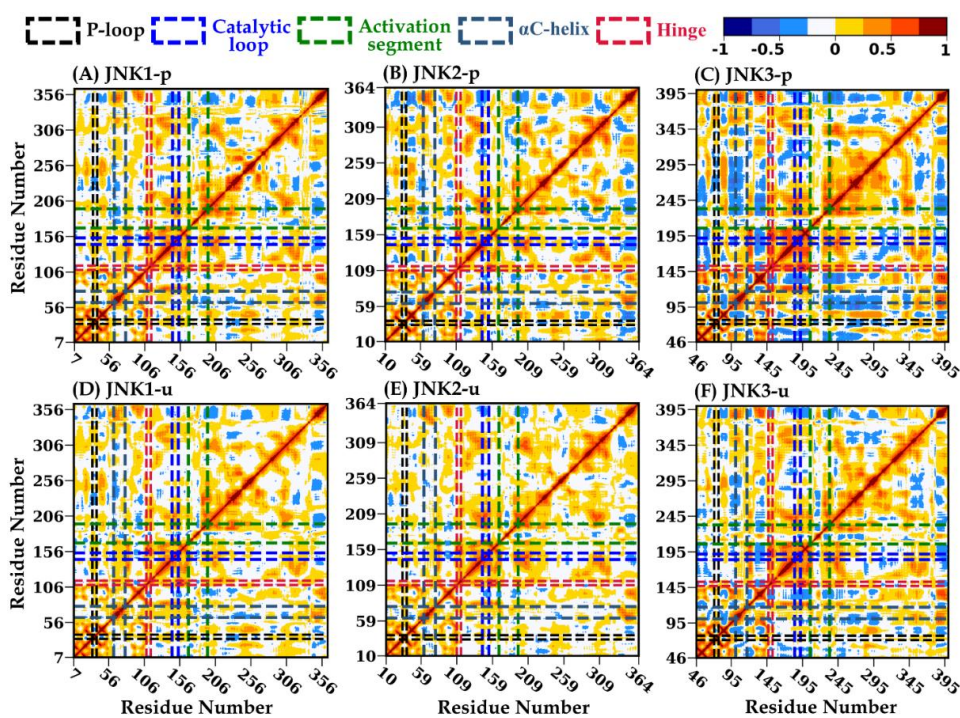 P-loop
Catalytic loop
Activation segment
αC-helix
Hinge
-1 -0.5 0 0.5 1
(A) JNK1-p
(B) JNK2-p
(C) JNK3-p
Residue Number
356
306
256
206
156
106
56
7
7 56 106 156 206 256 306 356
364
309
259
209
159
109
59
10
10 59 109 159 209 259 309 364
395
345
295
245
195
145
95
46
46 95 145 195 245 295 345 395
(D) JNK1-u
(E) JNK2-u
(F) JNK3-u
Residue Number
356
306
256
206
156
106
56
7
7 56 106 156 206 256 306 356
Residue Number
364
309
259
209
159
109
59
10
10 59 109 159 209 259 309 364
Residue Number
395
345
295
245
195
145
95
46
46 95 145 195 245 295 345 395
Residue Number